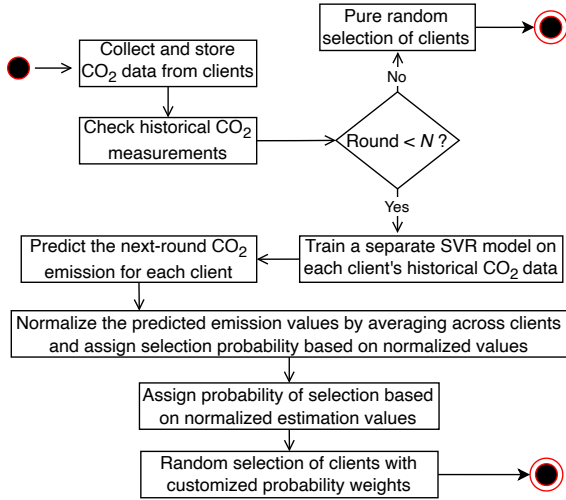 Collect and store
CO2 data from clients
Pure random
selection of clients
No
Check historical CO2
measurements
Round < N ?
Yes
Predict the next-round CO2
emission for each client
Train a separate SVR model on
each client's historical CO2 data
Normalize the predicted emission values by averaging across clients
and assign selection probability based on normalized values
Assign probability of selection based
on normalized estimation values
Random selection of clients with
customized probability weights